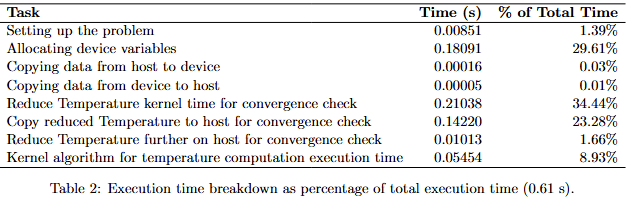 Task Time (s) % of Total Time
Setting up the problem 0.00851 1.39%
Allocating device variables 0.18091 29.61%
Copying data from host to device 0.00016 0.03%
Copying data from device to host 0.00005 0.01%
Reduce Temperature kernel time for convergence check 0.21038 34.44%
Copy reduced Temperature to host for convergence check 0.14220 23.28%
Reduce Temperature further on host for convergence check 0.01013 1.66%
Kernel algorithm for temperature computation execution time 0.05454 8.93%
Table 2: Execution time breakdown as percentage of total execution time (0.61 s).